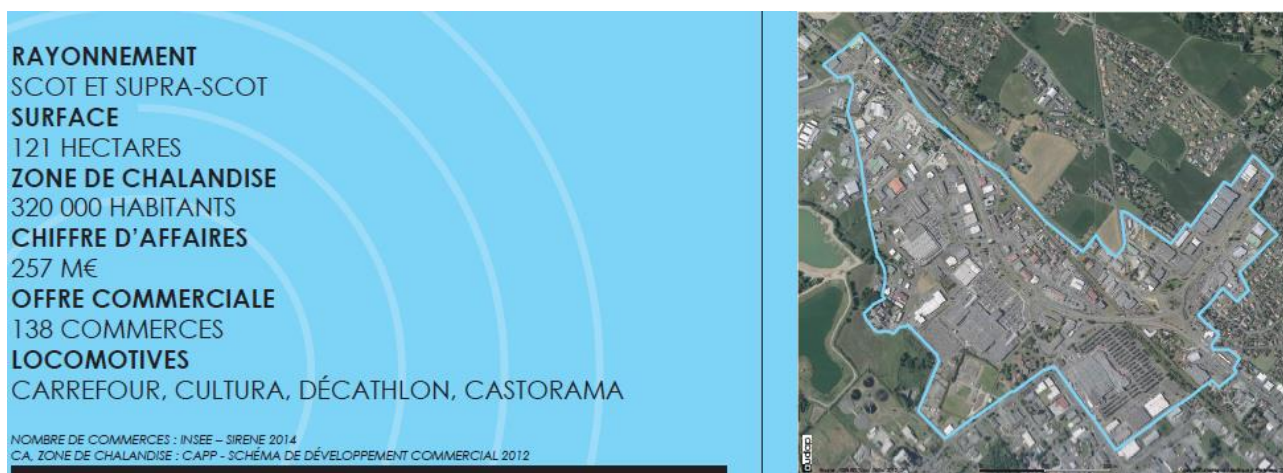 RAYONNEMENT
SCOT ET SUPRA-SCOT
SURFACE
121 HECTARES
ZONE DE CHALANDISE
320 000 HABITANTS
CHIFFRE D'AFFAIRES
257 M€
OFFRE COMMERCIALE
138 COMMERCES
LOCOMOTIVES
CARREFOUR, CULTURA, DÉCATHLON, CASTORAMA
NOMBRE DE COMMERCES : INSEE – SIRENE 2014
CA, ZONE DE CHALANDISE : CAPP - SCHÉMA DE DÉVELOPPEMENT COMMERCIAL 2012